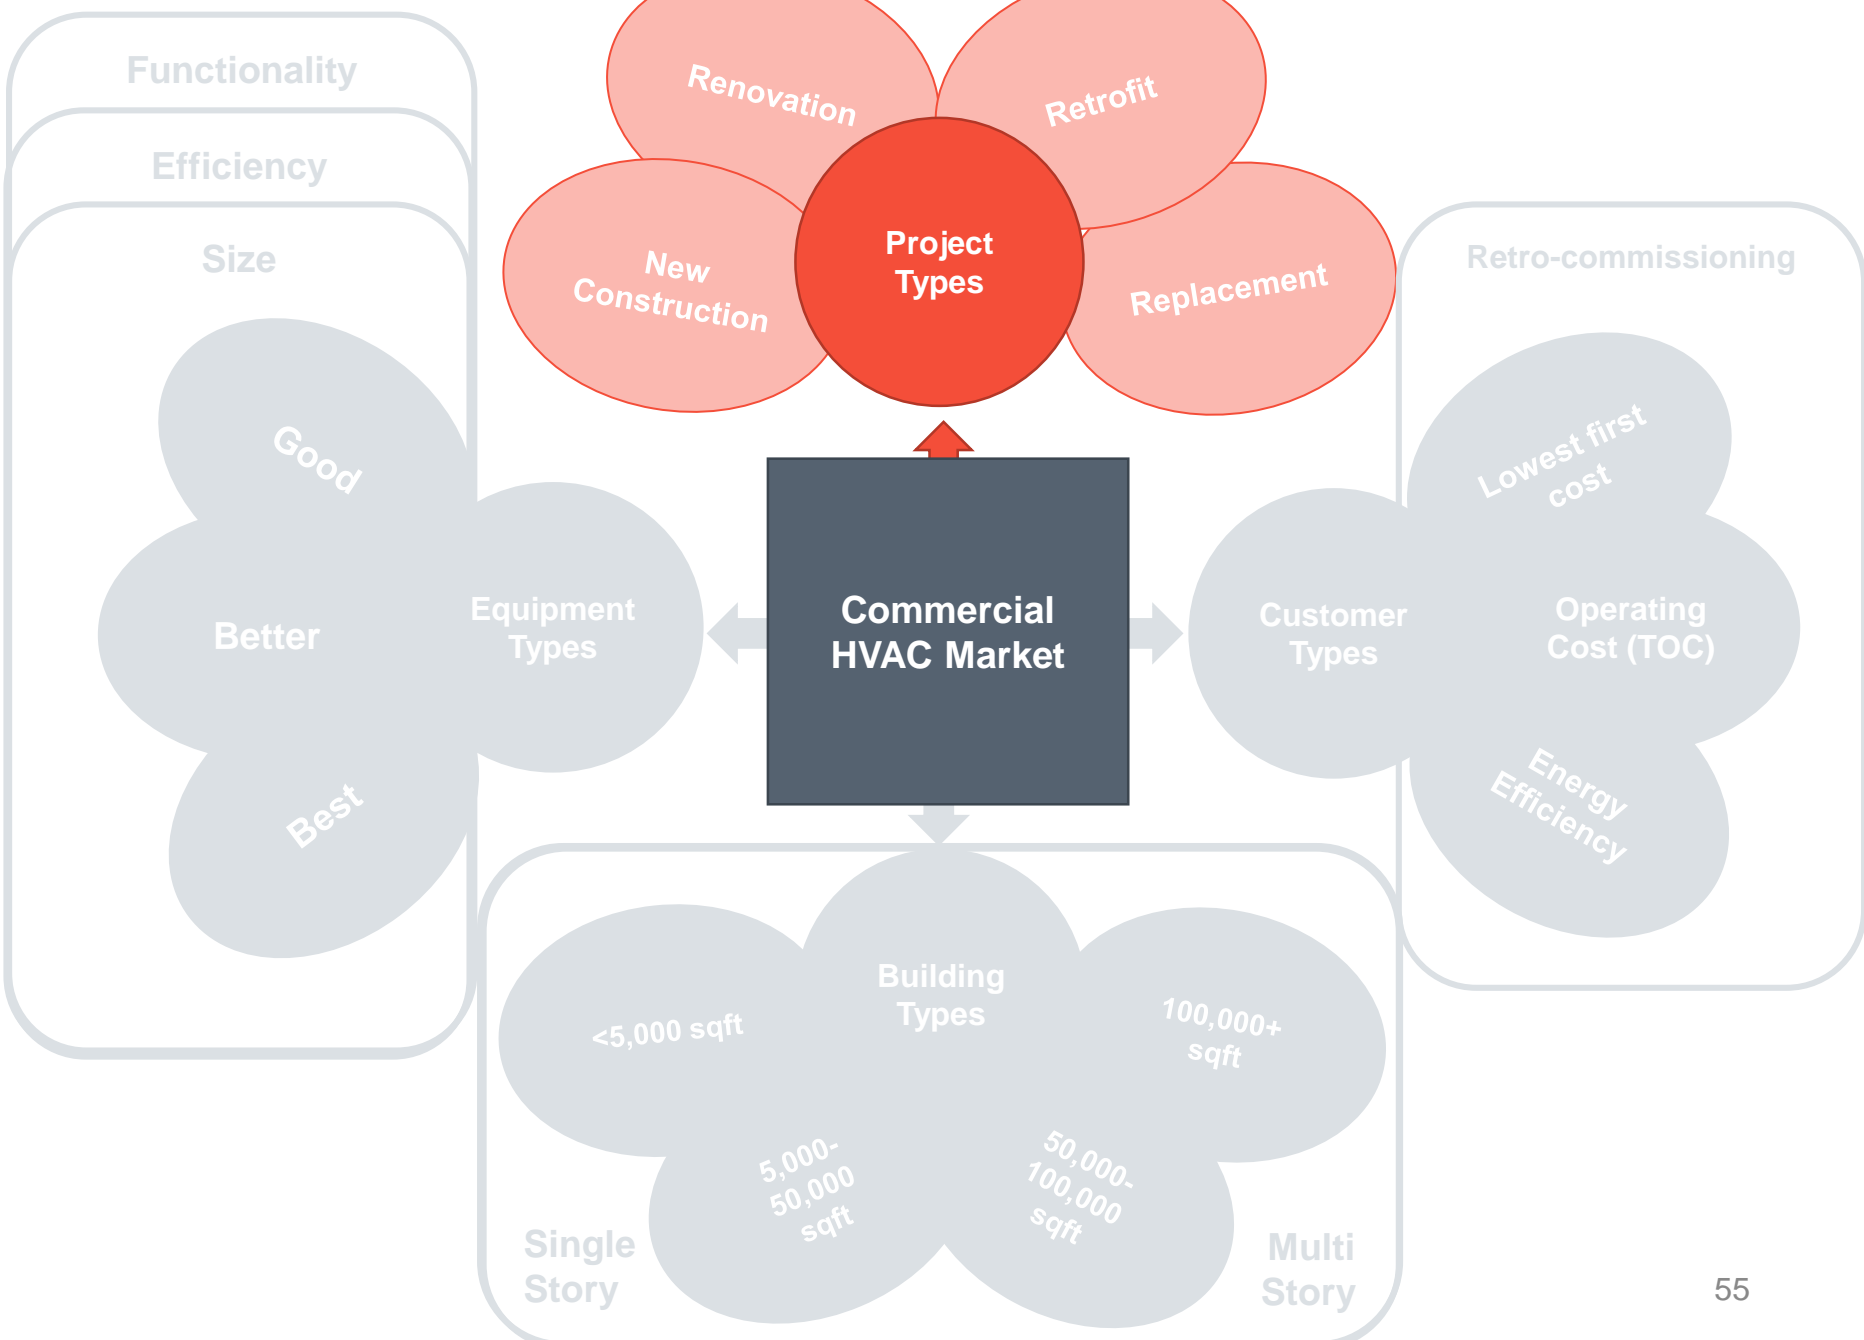 Functionality
Efficiency
Size
Good
Better
Best
Equipment
Types
Renovation
Retrofit
New
Construction
Project
Types
Replacement
Commercial
HVAC Market
Retro-commissioning
Lowest first
cost
Customer
Types
Operating
Cost (TOC)
Energy
Efficiency
Building
Types
<5,000 sqft
5,000-
50,000
sqft
50,000-
100,000
sqft
100,000+
sqft
Single
Story
Multi
Story
55